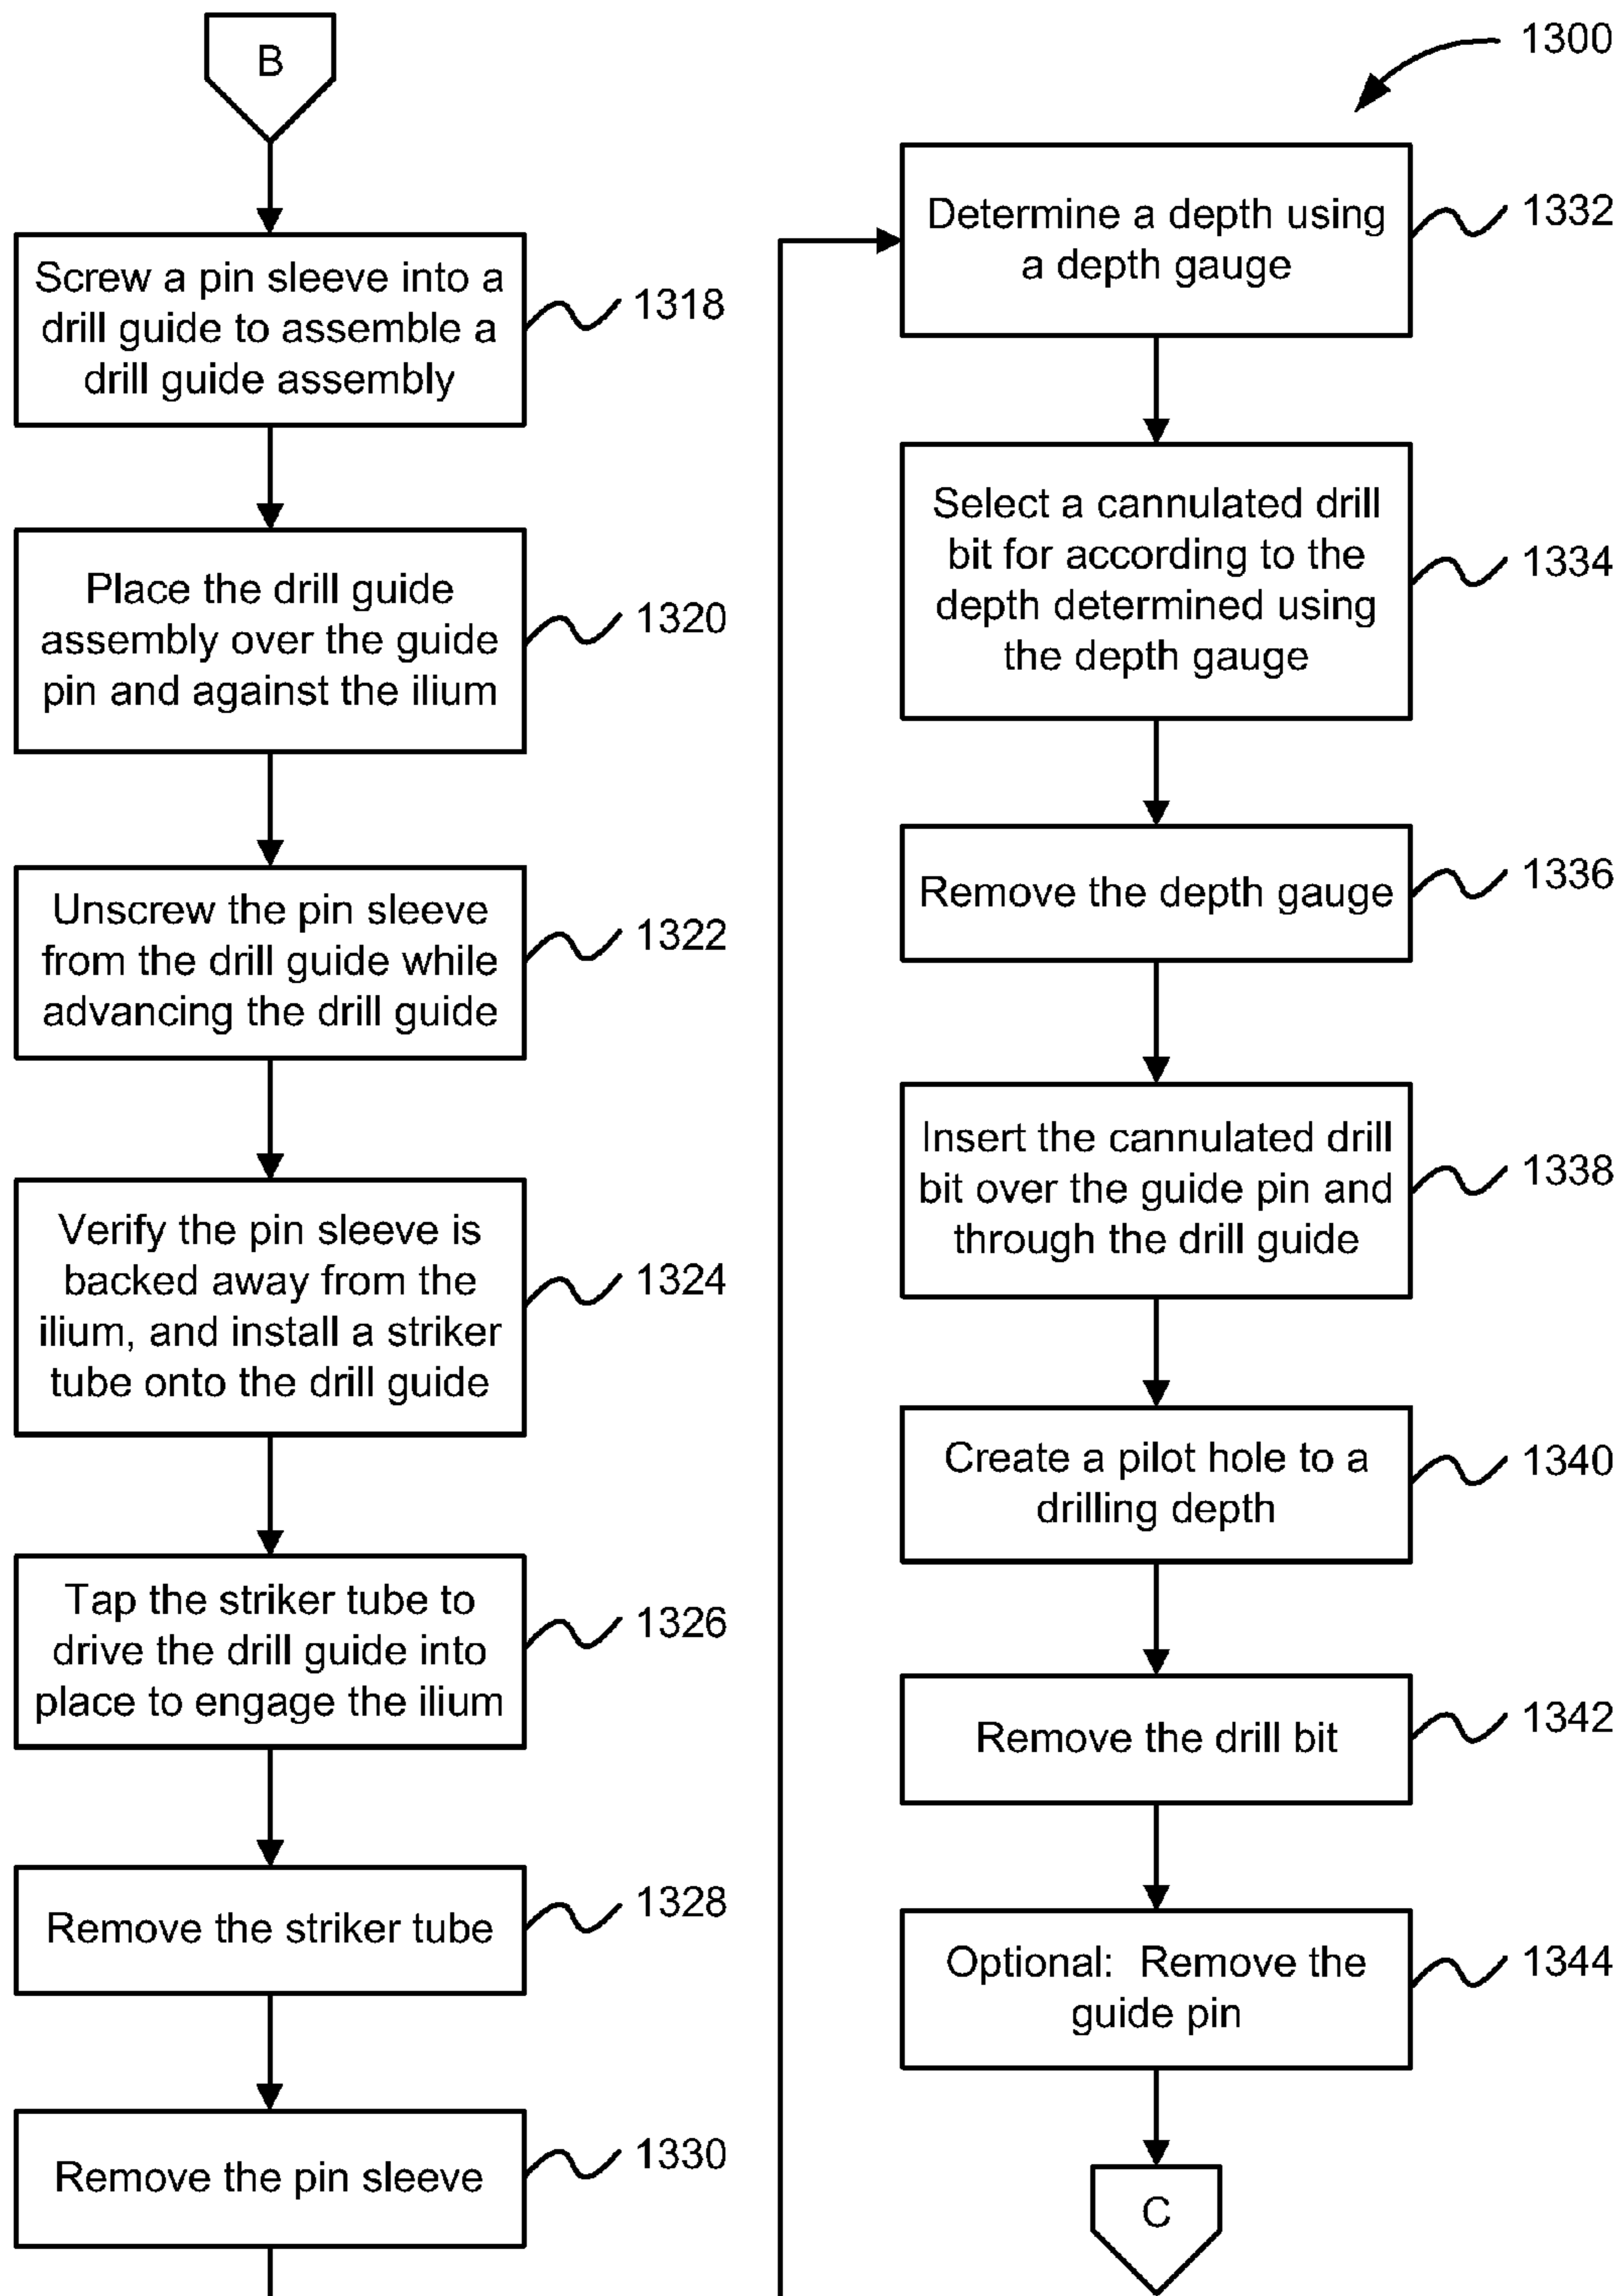 B
Screw a pin sleeve into a
drill guide to assemble a
drill guide assembly
1318
Place the drill guide
assembly over the guide
pin and against the ilium
1320
Unscrew the pin sleeve
from the drill guide while
advancing the drill guide
1322
Verify the pin sleeve is
backed away from the
ilium, and install a striker
tube onto the drill guide
1324
Tap the striker tube to
drive the drill guide into
place to engage the ilium
1326
Remove the striker tube
1328
Remove the pin sleeve
1330
1300
Determine a depth using
a depth gauge
1332
Select a cannulated drill
bit for according to the
depth determined using
the depth gauge
1334
Remove the depth gauge
1336
Insert the cannulated drill
bit over the guide pin and
through the drill guide
1338
Create a pilot hole to a
drilling depth
1340
Remove the drill bit
1342
Optional:  Remove the
guide pin
1344
C